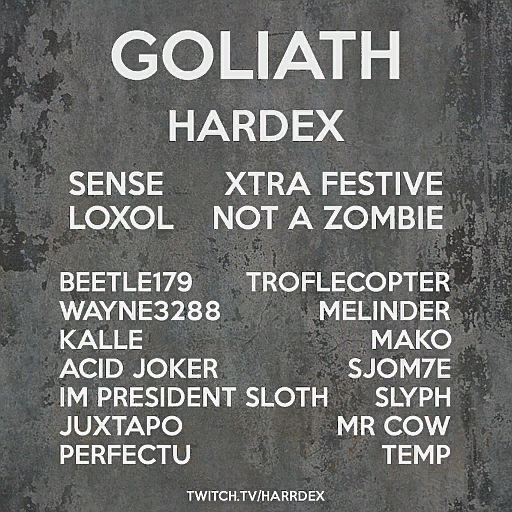 GOLIATH
HARDEX
SENSE XTRA FESTIVE
LOXOL NOT A ZOMBIE
BEETLE179 TROFLECOPTER
WAYNE3288 MELINDER
KALLE MAKO
ACID JOKER SJOM7E
IM PRESIDENT SLOTH SLYPH
JUXTAPO MR COW
PERFECTU TEMP
TWITCH.TV/HARRDEX